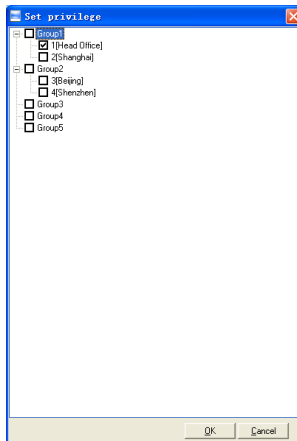 Set privilege
Group1
1[Head Office]
2[Shanghai]
Group2
3[Beijing]
4[Shenzhen]
Group3
Group4
Group5
OK
Cancel